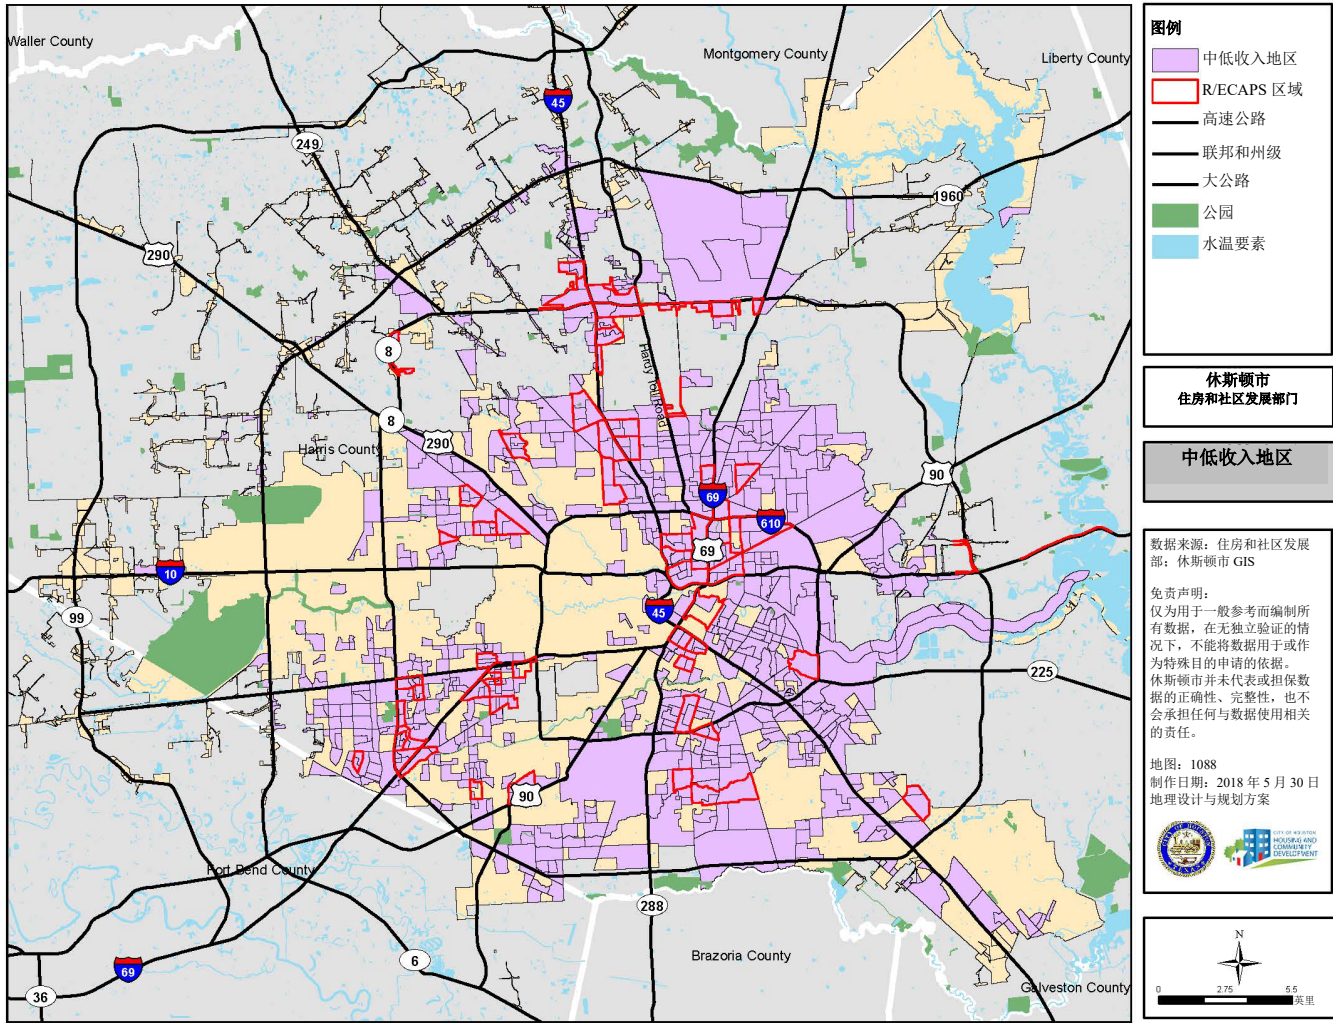 Waller County
Montgomery County
Liberty County
45
249
1960
290
8
Hardy Toll Road
8
290
Harris County
90
69
610
69
10
45
99
225
90
Fort Bend County
288
6
Brazoria County
69
36
Galveston County
图例
中低收入地区
R/ECAPS 区域
高速公路
联邦和州级
大公路
公园
水温要素
休斯顿市
住房和社区发展部门
中低收入地区
数据来源：住房和社区发展
部；休斯顿市 GIS
免责声明：
仅为用于一般参考而编制所
有数据，在无独立验证的情
况下，不能将数据用于或作
为特殊目的申请的依据。
休斯顿市并未代表或担保数
据的正确性、完整性，也不
会承担任何与数据使用相关
的责任。
地图：1088
制作日期：2018 年 5 月 30 日
地理设计与规划方案
CITY OF HOUSTON
HOUSING AND
COMMUNITY
DEVELOPMENT
N
0 2.75 5.5
英里